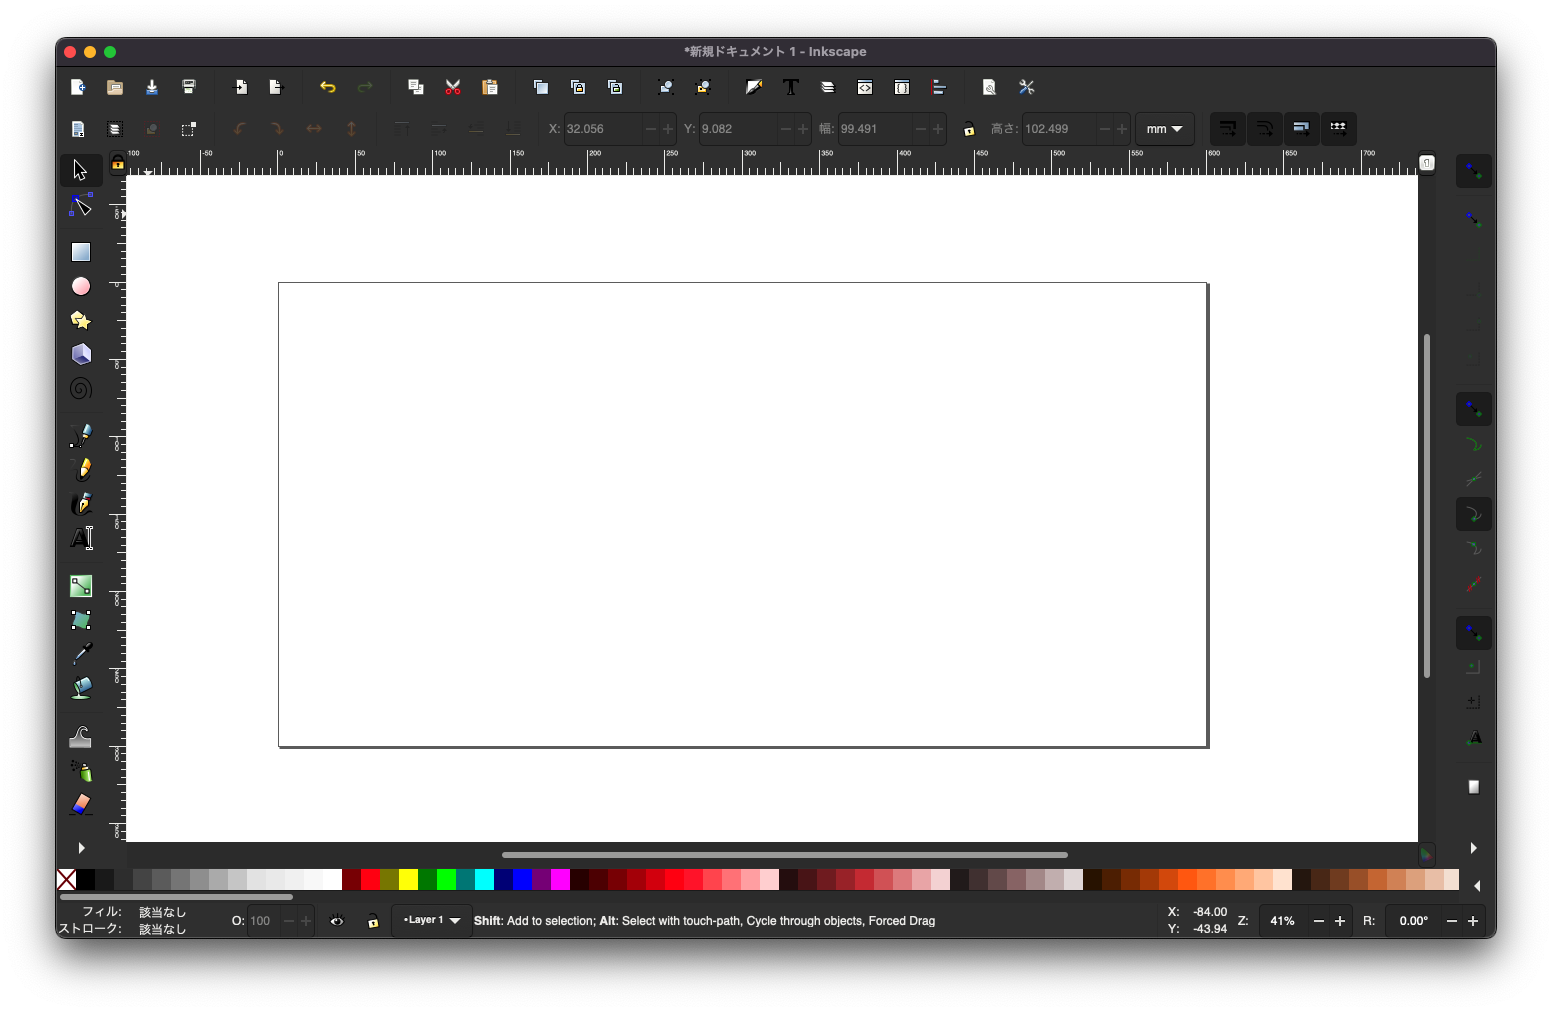 *新規ドキュメント 1 - Inkscape
X: 32.056 Y: 9.082 幅: 99.491 高さ: 102.499 mm
-100 -50 0 50 100 150 200 250 300 350 400 450 500 550 600 650 700
フィル: 該当なし
ストローク: 該当なし
O: 100
•Layer 1
Shift: Add to selection; Alt: Select with touch-path, Cycle through objects, Forced Drag
X: -84.00
Y: -43.94
Z: 41%
R: 0.00°